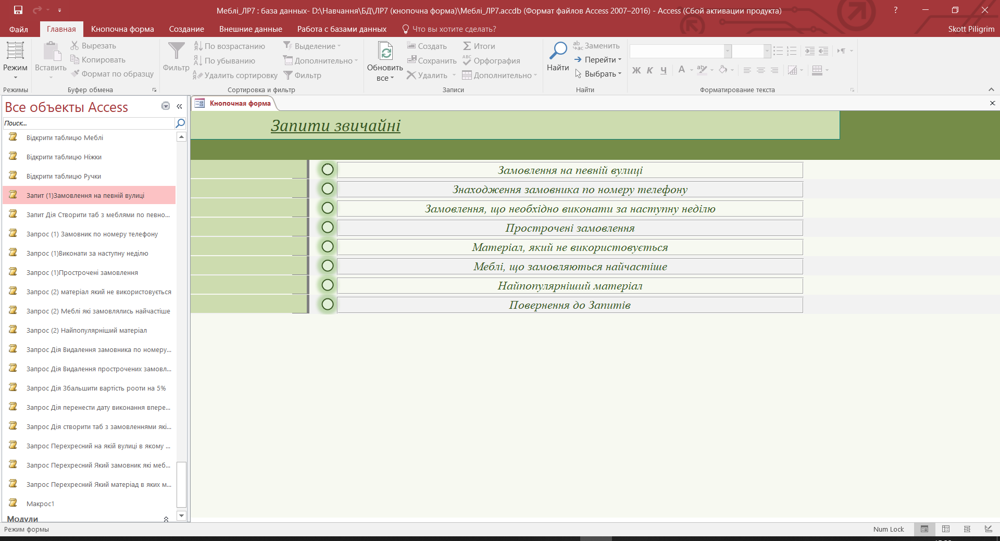 Меблі_ЛР7 : база данных- D:\Навчання\БД\ЛР7 (кнопочна форма)\Меблі_ЛР7.accdb (Формат файлов Access 2007–2016) - Access (Сбой активации продукта)
?
Файл Главная Кнопочна форма Создание Внешние данные Работа с базами данных Что вы хотите сделать? Skott Piligrim
Режим
Режимы
Вставить
Вырезать
Копировать
Формат по образцу
Буфер обмена
Фильтр
По возрастанию
По убыванию
Удалить сортировку
Выделение
Дополнительно
Фильтр
Сортировка и фильтр
Обновить
все
Создать
Сохранить
Удалить
Итоги
Орфография
Дополнительно
Записи
Найти
Заменить
Перейти
Выбрать
Найти
Ж К Ч А
Форматирование текста
Все объекты Access
Поиск...
Відкрити таблицю Меблі
Відкрити таблицю Ніжки
Відкрити таблицю Ручки
Запит (1)Замовлення на певній вулиці
Запит Дія Створити таб з меблями по певно...
Запрос (1) Замовник по номеру телефону
Запрос (1)Виконати за наступну неділю
Запрос (1)Прострочені замовлення
Запрос (2) матеріал який не використовується
Запрос (2) Меблі які замовлялись найчастіше
Запрос (2) Найпопулярніший матеріал
Запрос Дія Видалення замовника по номеру...
Запрос Дія Видалення прострочених замовл...
Запрос Дія Збальшити вартість рооти на 5%
Запрос Дія перенести дату виконання впере...
Запрос Дія створити таб з замовленнями які...
Запрос Перехресний на якій вулиці в якому ...
Запрос Перехресний Який замовник які меб...
Запрос Перехресний Який матеріад в яких м...
Макрос1
Модули
Кнопочная форма
Запити звичайні
Замовлення на певній вулиці
Знаходження замовника по номеру телефону
Замовлення, що необхідно виконати за наступну неділю
Прострочені замовлення
Матеріал, який не використовується
Меблі, що замовляються найчастіше
Найпопулярніший матеріал
Повернення до Запитів
Режим формы
Num Lock